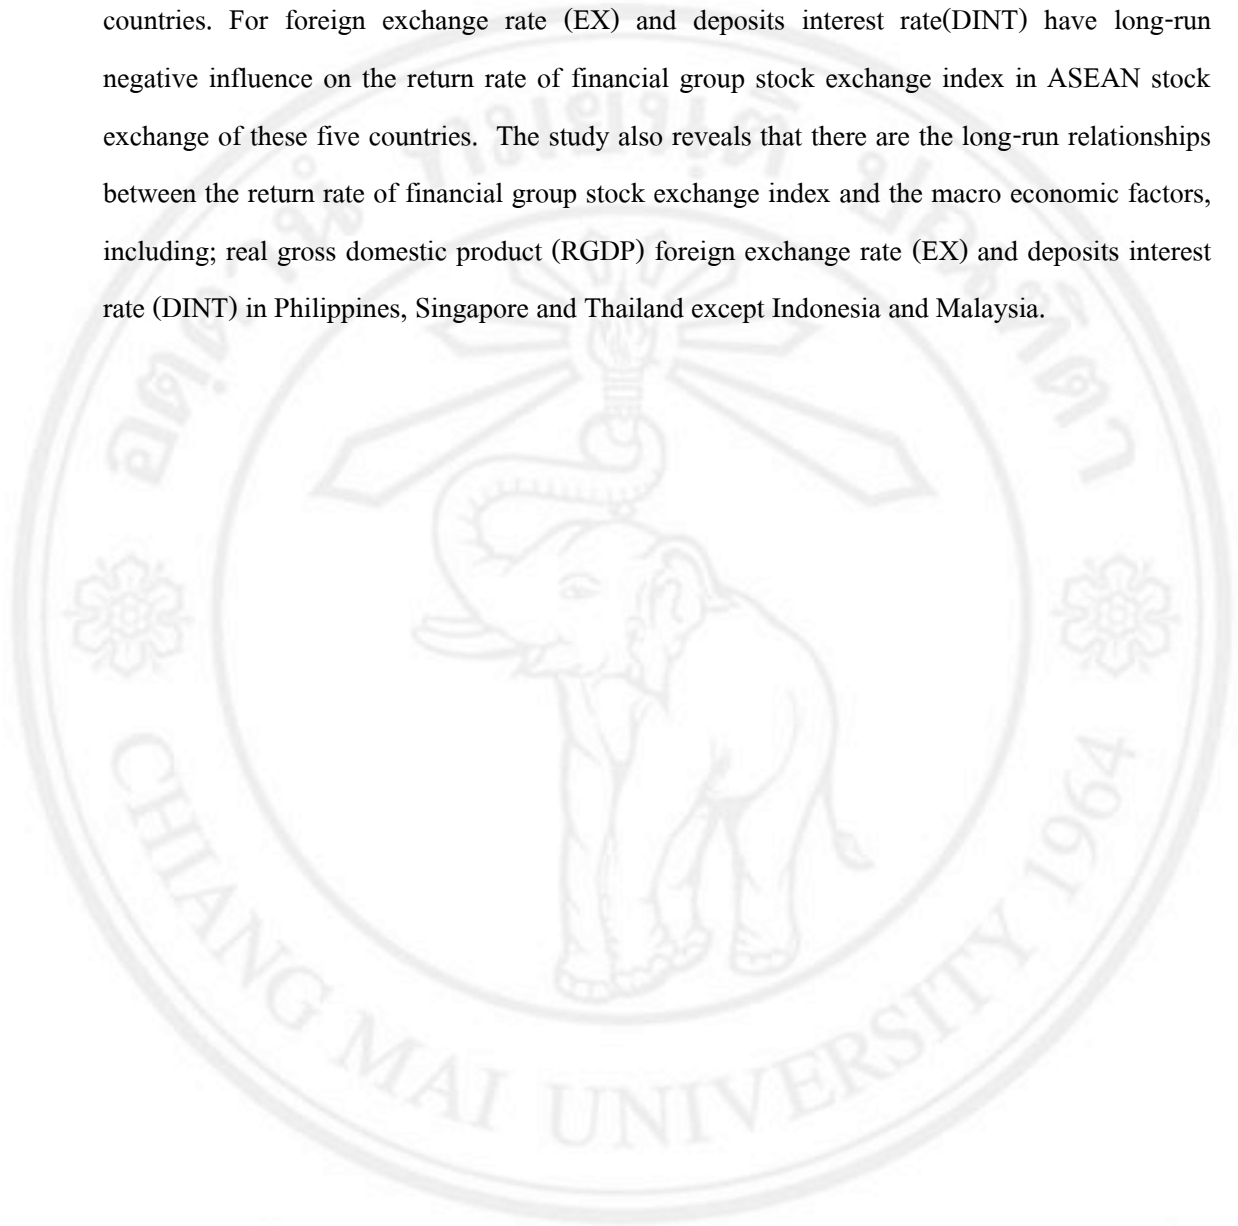 countries. For foreign exchange rate (EX) and deposits interest rate(DINT) have long-run
negative influence on the return rate of financial group stock exchange index in ASEAN stock
exchange of these five countries. The study also reveals that there are the long-run relationships
between the return rate of financial group stock exchange index and the macro economic factors,
including; real gross domestic product (RGDP) foreign exchange rate (EX) and deposits interest
rate (DINT) in Philippines, Singapore and Thailand except Indonesia and Malaysia.
CHIANG MAI UNIVERSITY 1964